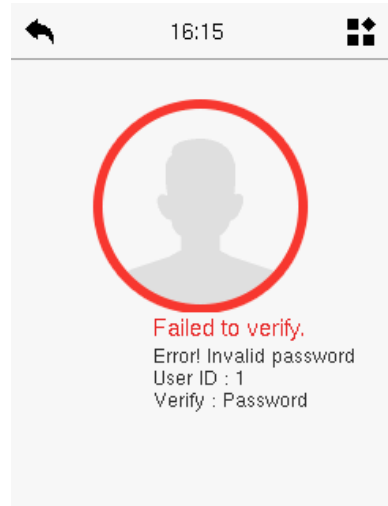 16:15
Failed to verify.
Error! Invalid password
User ID : 1
Verify : Password